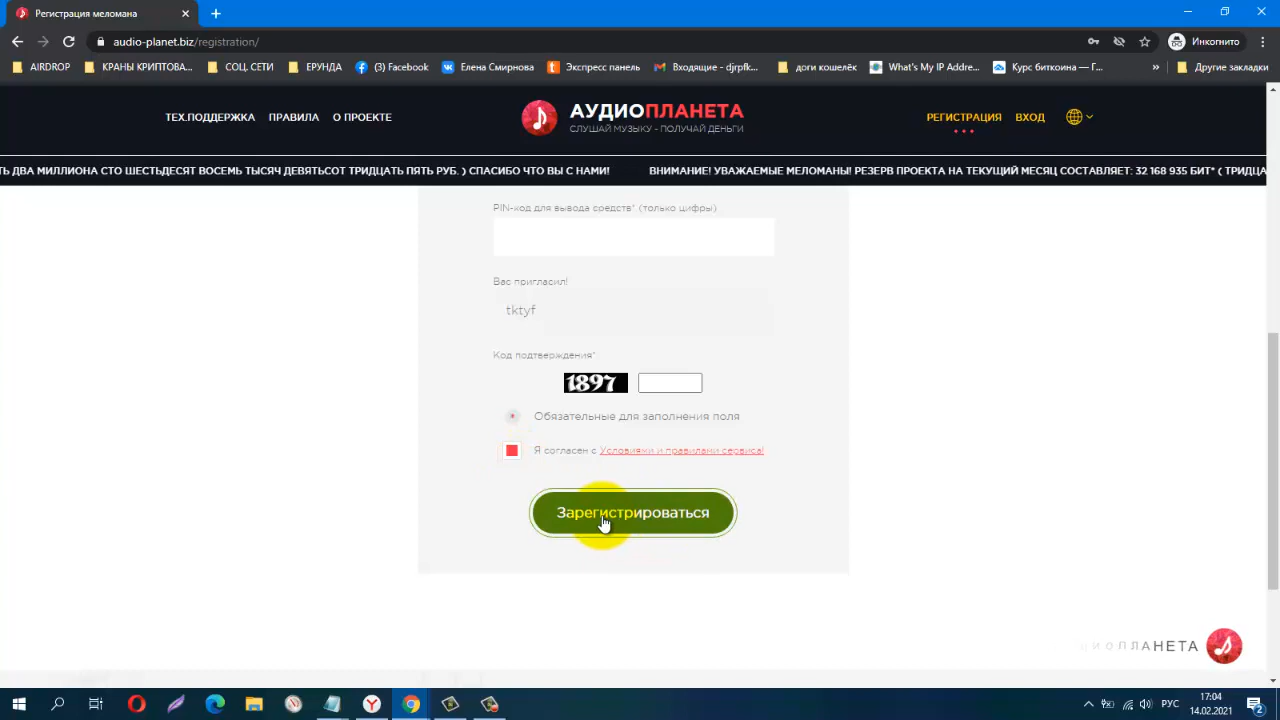 Регистрация меломана
audio-planet.biz/registration/
Инкогнито
AIRDROP
КРАНЫ КРИПТОВА...
СОЦ. СЕТИ
ЕРУНДА
(3) Facebook
Елена Смирнова
Экспресс панель
Входящие - djrpfk...
доги кошелёк
What's My IP Addre...
Курс биткоина — Г...
»
Другие закладки
ТЕХ.ПОДДЕРЖКА
ПРАВИЛА
О ПРОЕКТЕ
АУДИОПЛАНЕТА
СЛУШАЙ МУЗЫКУ - ПОЛУЧАЙ ДЕНЬГИ
РЕГИСТРАЦИЯ
ВХОД
ТЬ ДВА МИЛЛИОНА СТО ШЕСТЬДЕСЯТ ВОСЕМЬ ТЫСЯЧ ДЕВЯТЬСОТ ТРИДЦАТЬ ПЯТЬ РУБ. ) СПАСИБО ЧТО ВЫ С НАМИ! ВНИМАНИЕ! УВАЖАЕМЫЕ МЕЛОМАНЫ! РЕЗЕРВ ПРОЕКТА НА ТЕКУЩИЙ МЕСЯЦ СОСТАВЛЯЕТ: 32 168 935 БИТ* ( ТРИДЦА
PIN-код для вывода средств* (только цифры)
Вас пригласил!
tktyf
Код подтверждения*
1897
* Обязательные для заполнения поля
Я согласен с Условиями и правилами сервиса!
Зарегистрироваться
ИОПЛАНЕТА
РУС
17:04
14.02.2021
2